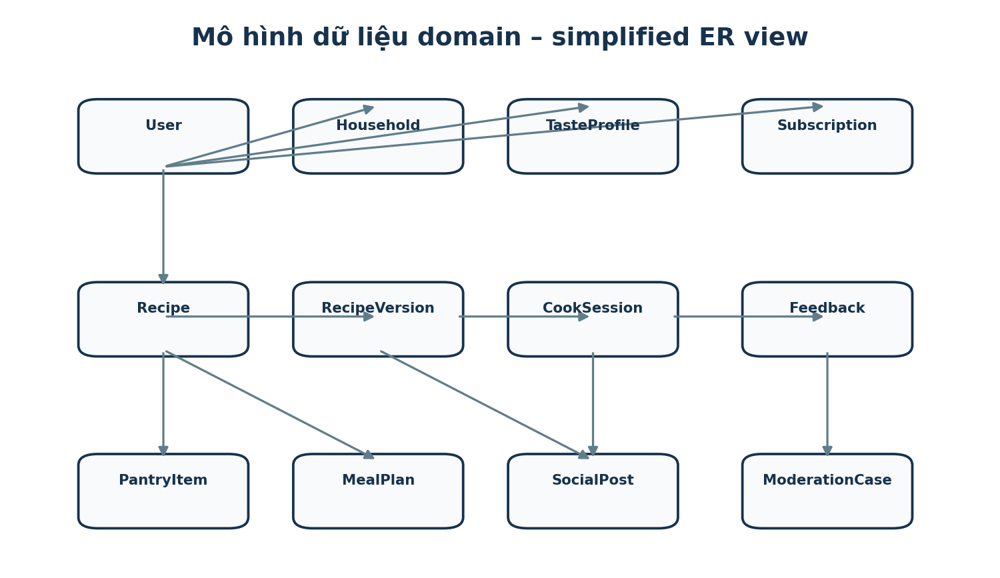 Mô hình dữ liệu domain – simplified ER view
User
Household
TasteProfile
Subscription
Recipe
RecipeVersion
CookSession
Feedback
PantryItem
MealPlan
SocialPost
ModerationCase